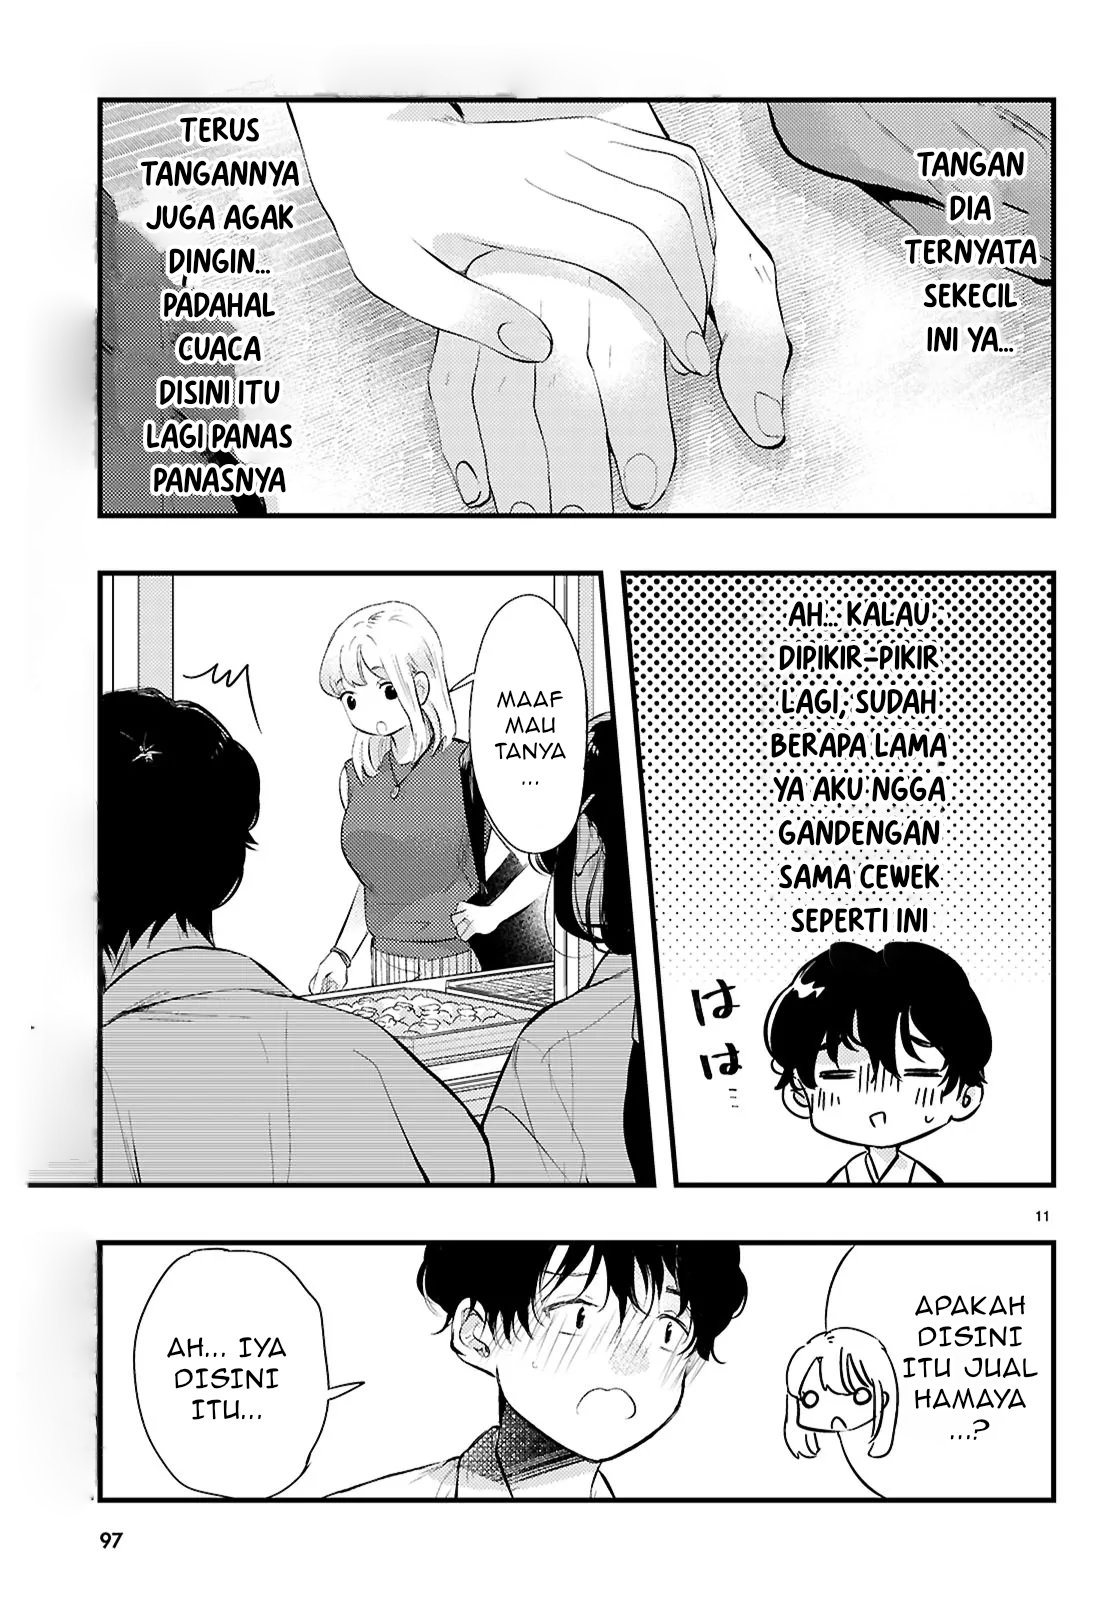 TANGAN
DIA
TERNYATA
SEKECIL
INI YA...
TERUS
TANGANNYA
JUGA AGAK
DINGIN...
PADAHAL
CUACA
DISINI ITU
LAGI PANAS
PANASNYA
AH... KALAU
DIPIKIR-PIKIR
LAGI, SUDAH
BERAPA LAMA
YA AKU NGGA
GANDENGAN
SAMA CEWEK
SEPERTI INI
はは…
MAAF
MAU
TANYA
...
11
APAKAH
DISINI
ITU JUAL
HAMAYA
...?
AH... IYA
DISINI
ITU...
97